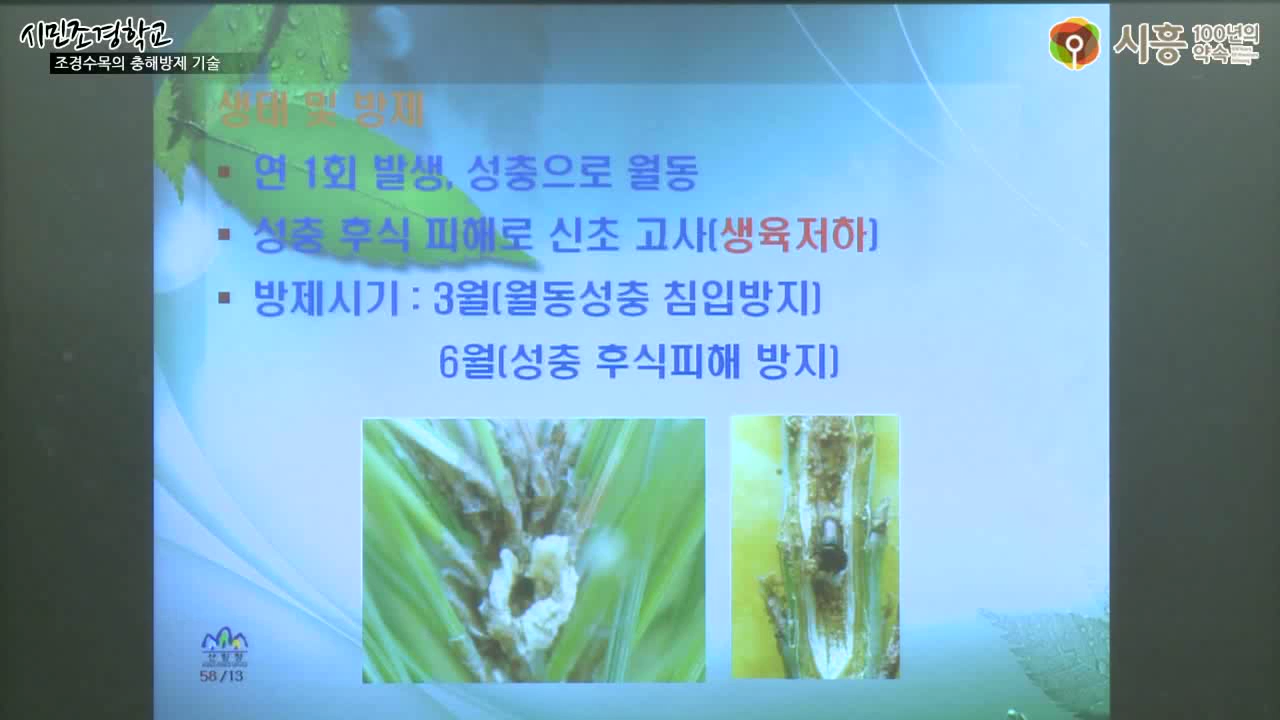 시민조경학교
조경수목의 충해방제 기술
시흥 100년의 약속
생태 및 방제
▪ 연 1회 발생, 성충으로 월동
▪ 성충 후식 피해로 신초 고사(생육저하)
▪ 방제시기 : 3월(월동성충 침입방지)
6월(성충 후식피해 방지)
산림청
58/13